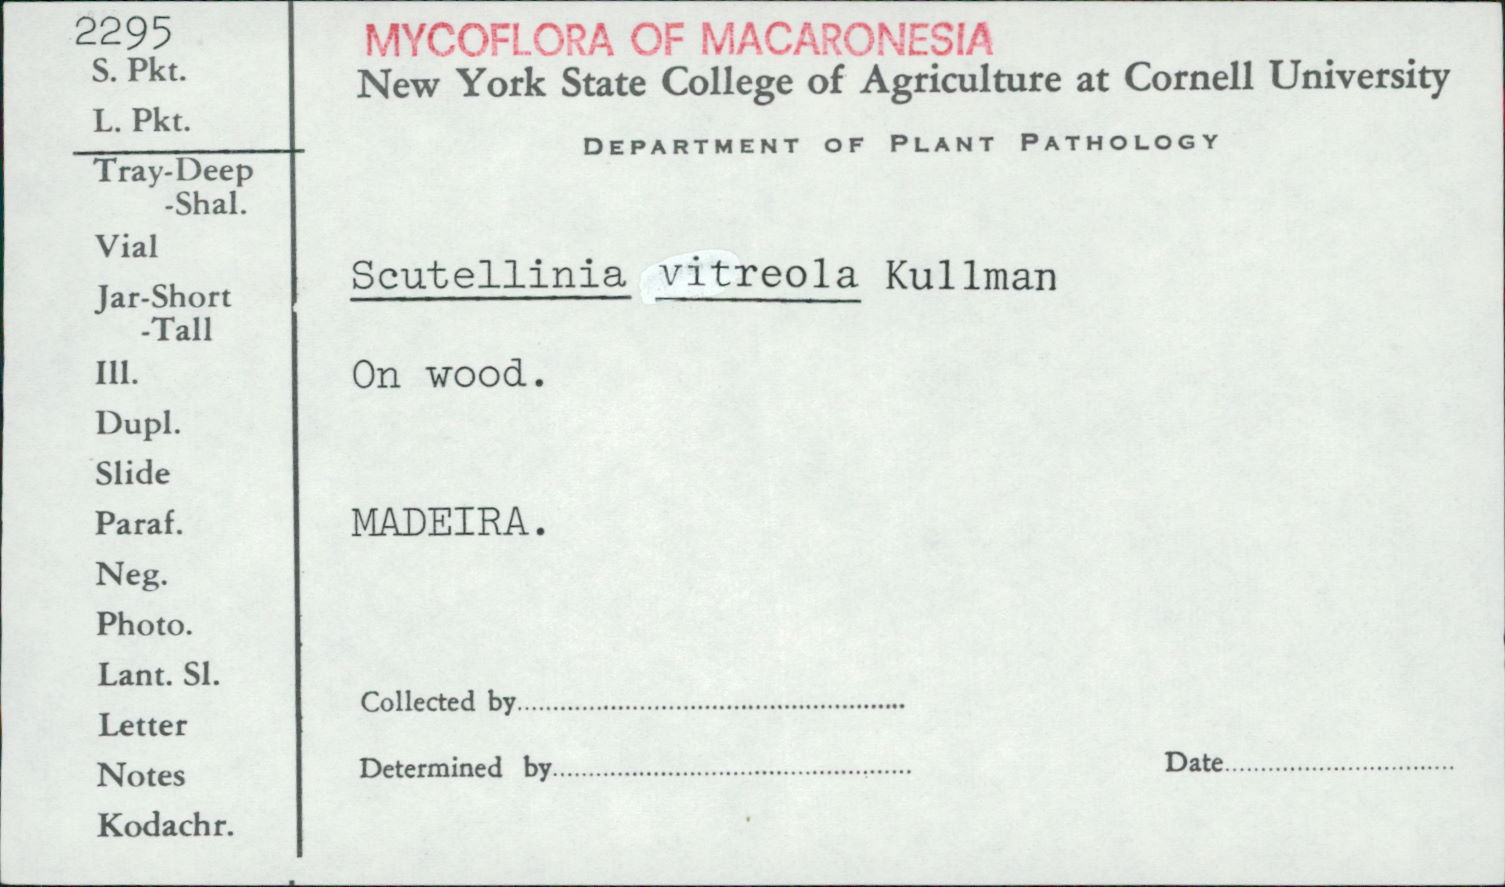 2295
S. Pkt.
L. Pkt.
Tray-Deep
-Shal.
Vial
Jar-Short
-Tall
Ill.
Dupl.
Slide
Paraf.
Neg.
Photo.
Lant. Sl.
Letter
Notes
Kodachr.
MYCOFLORA OF MACARONESIA
New York State College of Agriculture at Cornell University
DEPARTMENT OF PLANT PATHOLOGY
Scutellinia vitreola Kullman
On wood.
MADEIRA.
Collected by
Determined by
Date